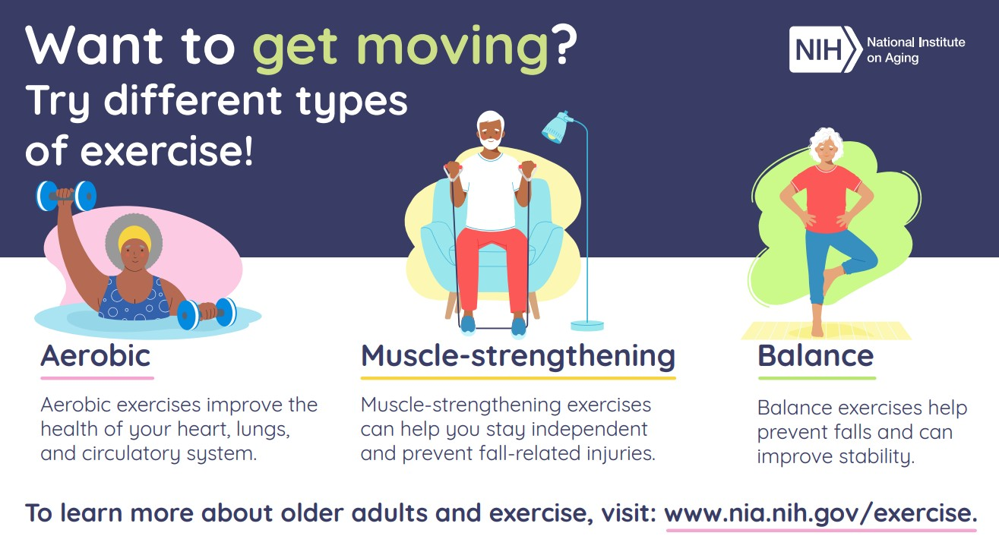 Want to get moving?
Try different types
of exercise!
NIH
National Institute
on Aging
Aerobic
Aerobic exercises improve the
health of your heart, lungs,
and circulatory system.
Muscle-strengthening
Muscle-strengthening exercises
can help you stay independent
and prevent fall-related injuries.
Balance
Balance exercises help
prevent falls and can
improve stability.
To learn more about older adults and exercise, visit: www.nia.nih.gov/exercise.